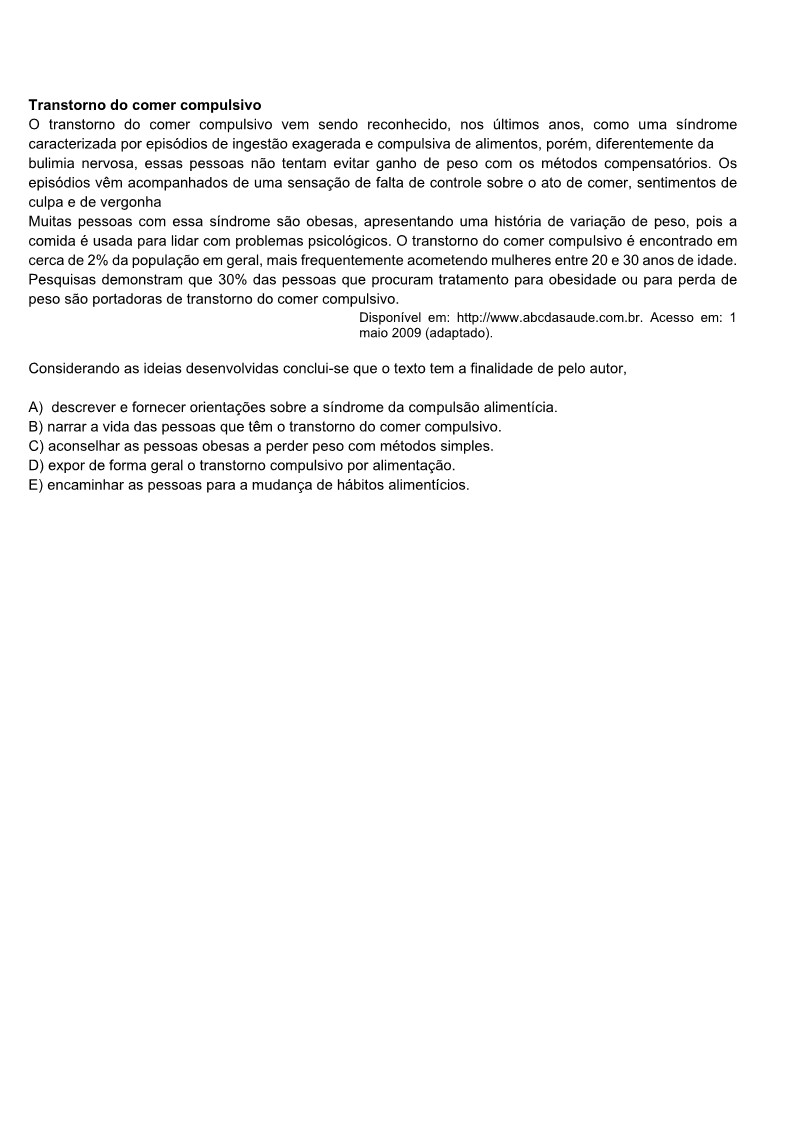 Transtorno do comer compulsivo
O transtorno do comer compulsivo vem sendo reconhecido, nos últimos anos, como uma síndrome
caracterizada por episódios de ingestão exagerada e compulsiva de alimentos, porém, diferentemente da
bulimia nervosa, essas pessoas não tentam evitar ganho de peso com os métodos compensatórios. Os
episódios vêm acompanhados de uma sensação de falta de controle sobre o ato de comer, sentimentos de
culpa e de vergonha
Muitas pessoas com essa síndrome são obesas, apresentando uma história de variação de peso, pois a
comida é usada para lidar com problemas psicológicos. O transtorno do comer compulsivo é encontrado em
cerca de 2% da população em geral, mais frequentemente acometendo mulheres entre 20 e 30 anos de idade.
Pesquisas demonstram que 30% das pessoas que procuram tratamento para obesidade ou para perda de
peso são portadoras de transtorno do comer compulsivo.
Disponível em: http://www.abcdasaude.com.br. Acesso em: 1
maio 2009 (adaptado).
Considerando as ideias desenvolvidas conclui-se que o texto tem a finalidade de pelo autor,
A) descrever e fornecer orientações sobre a síndrome da compulsão alimentícia.
B) narrar a vida das pessoas que têm o transtorno do comer compulsivo.
C) aconselhar as pessoas obesas a perder peso com métodos simples.
D) expor de forma geral o transtorno compulsivo por alimentação.
E) encaminhar as pessoas para a mudança de hábitos alimentícios.